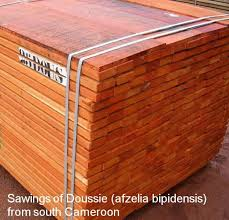 Sawings of Doussie (afzelia bipidensis)
from south Cameroon